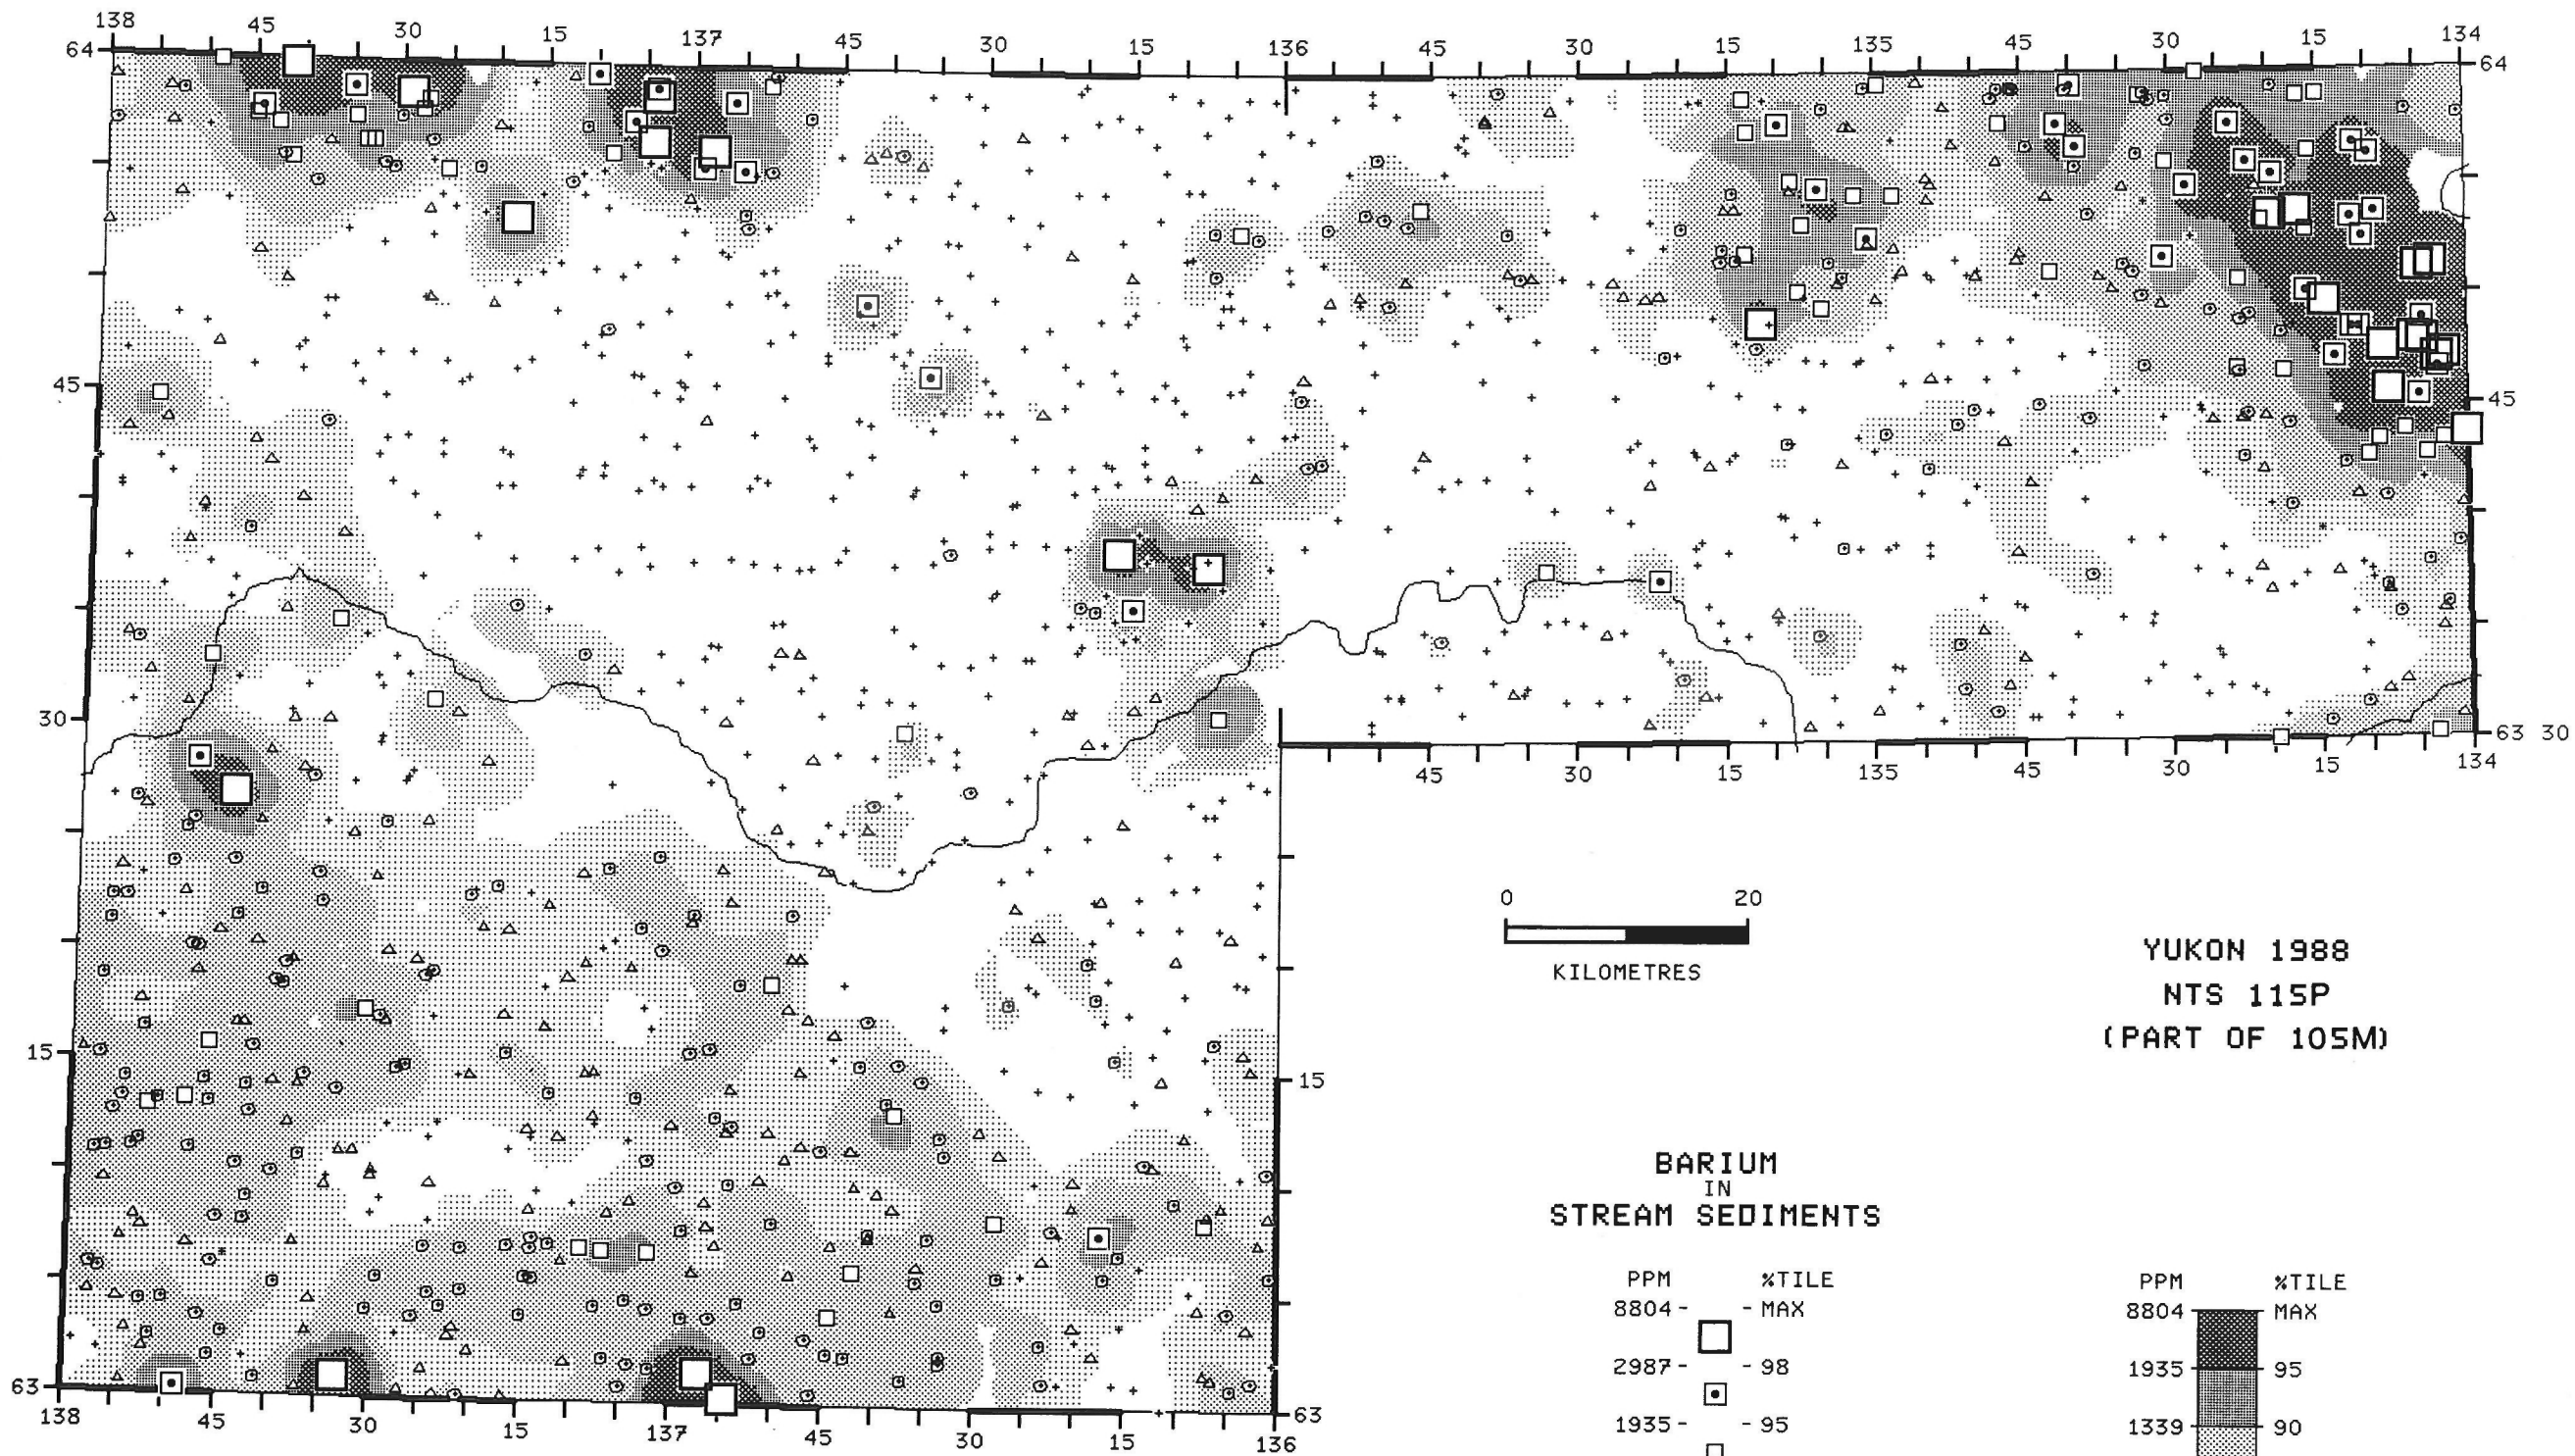 138 45 30 15 137 45 30 15 136 45 30 15 135 45 30 15 134
64 64
45 45
30 63 30
45 30 15 135 45 30 15 134
0 20
KILOMETRES
YUKON 1988
NTS 115P
(PART OF 105M)
15 15
BARIUM
IN
STREAM SEDIMENTS
PPM %TILE PPM %TILE
8804 - - MAX 8804 MAX
2987 - - 98 1935 95
1935 - - 95 1339 90
63 63
138 45 30 15 137 45 30 15 136